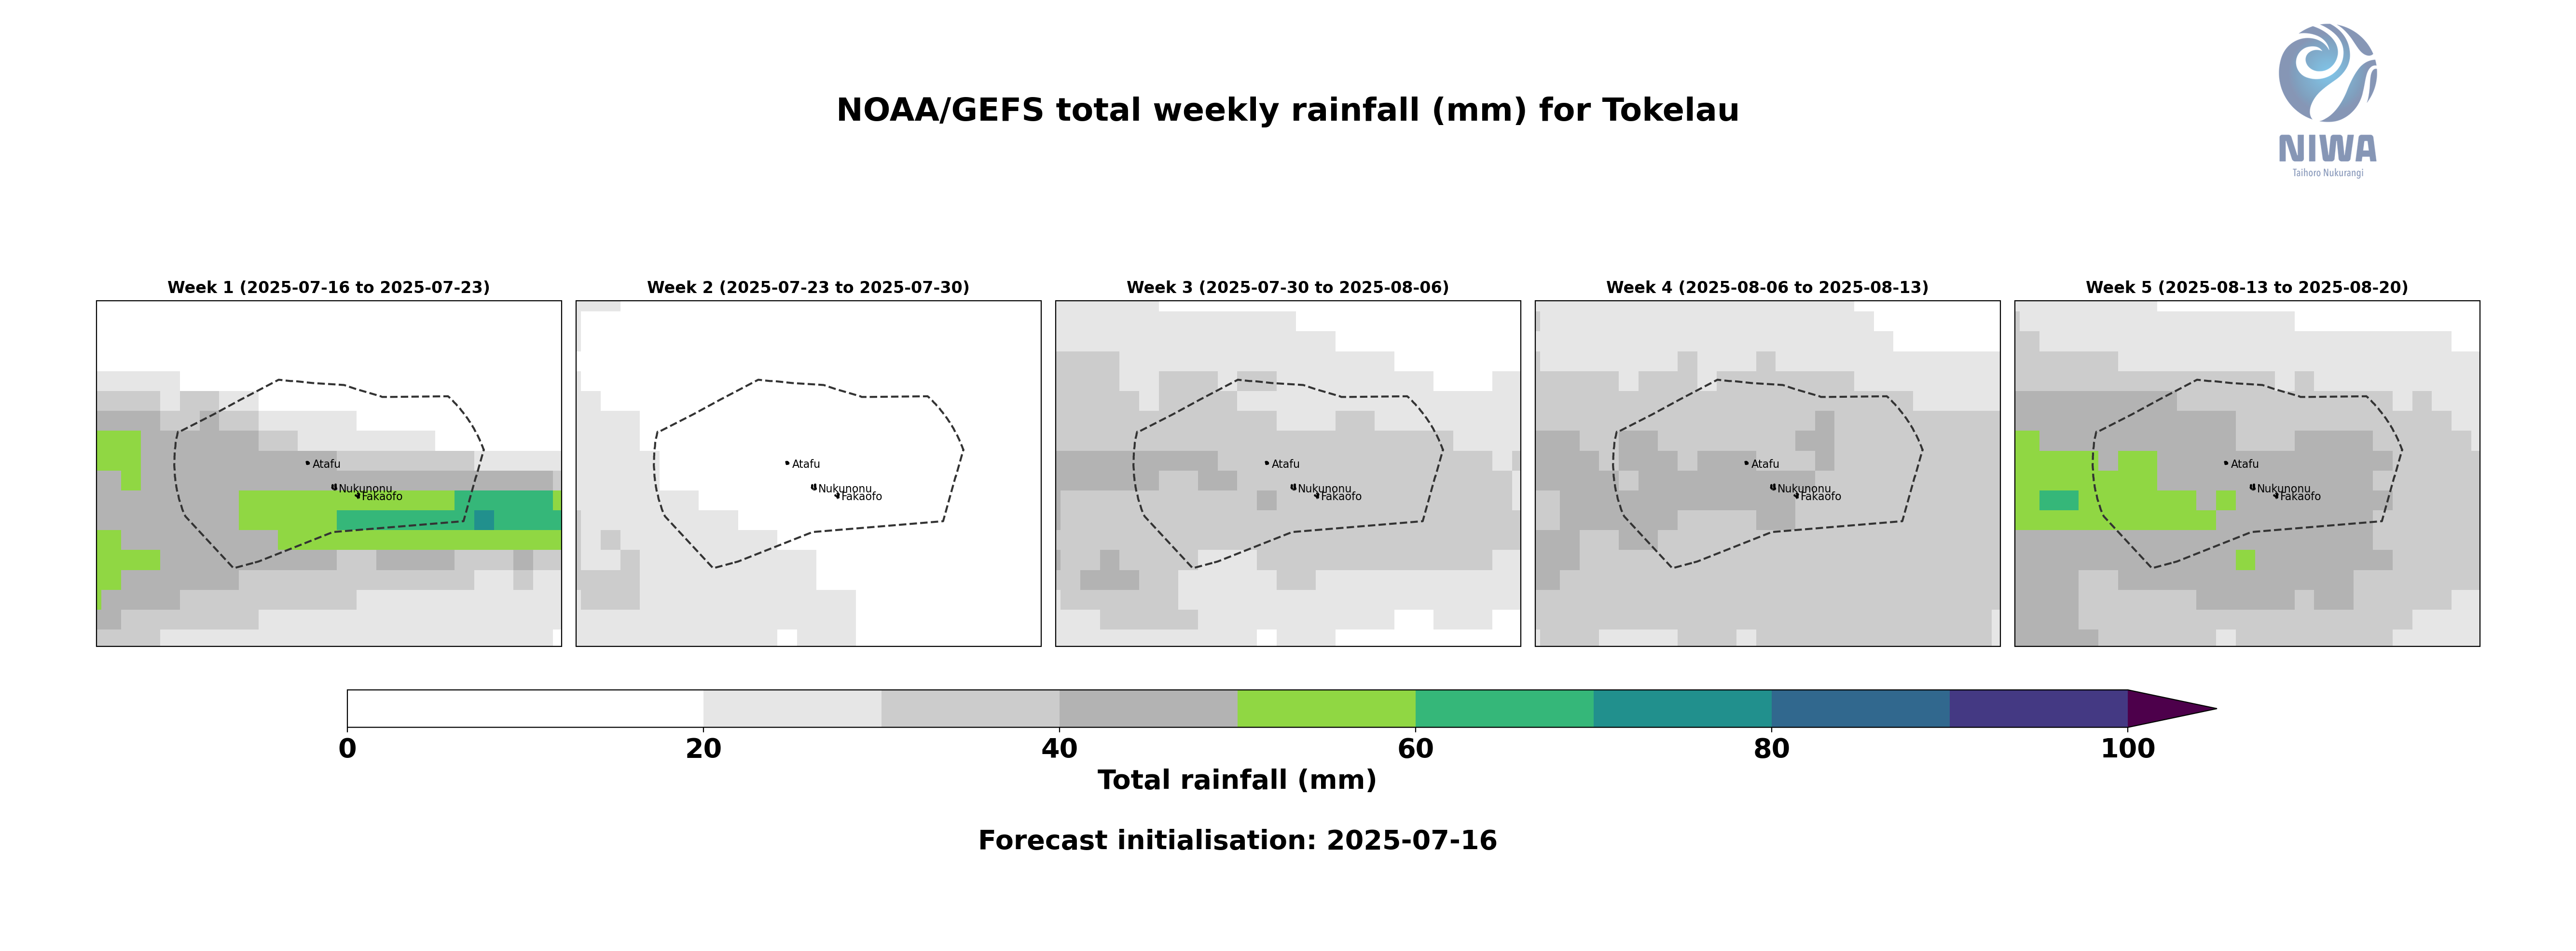 NOAA/GEFS total weekly rainfall (mm) for Tokelau
NIWA
Taihoro Nukurangi
Week 1 (2025-07-16 to 2025-07-23)
Week 2 (2025-07-23 to 2025-07-30)
Week 3 (2025-07-30 to 2025-08-06)
Week 4 (2025-08-06 to 2025-08-13)
Week 5 (2025-08-13 to 2025-08-20)
Atafu
Nukunonu
Fakaofo
Atafu
Nukunonu
Fakaofo
Atafu
Nukunonu
Fakaofo
Atafu
Nukunonu
Fakaofo
Atafu
Nukunonu
Fakaofo
0 20 40 60 80 100
Total rainfall (mm)
Forecast initialisation: 2025-07-16